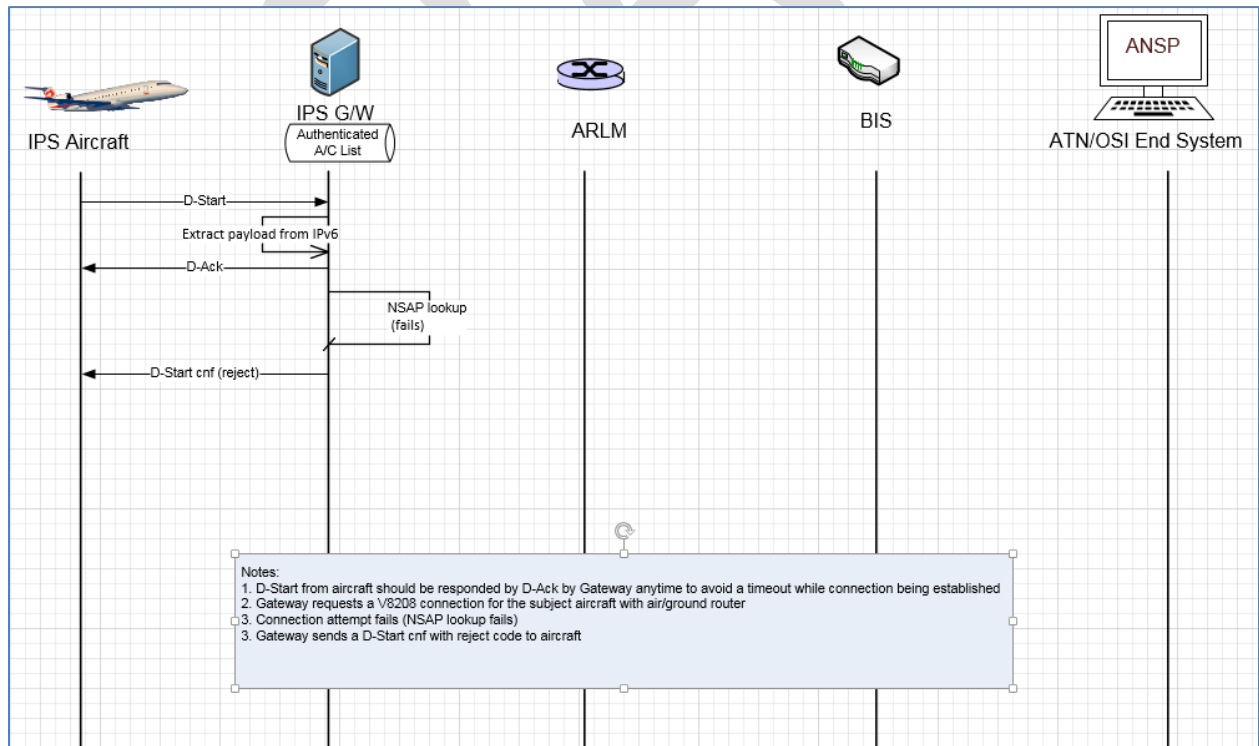 ANSP
IPS Aircraft
IPS G/W
Authenticated
A/C List
ARLM
BIS
ATN/OSI End System
D-Start
Extract payload from IPv6
D-Ack
NSAP lookup
(fails)
D-Start cnf (reject)
Notes:
1. D-Start from aircraft should be responded by D-Ack by Gateway anytime to avoid a timeout while connection being established
2. Gateway requests a V8208 connection for the subject aircraft with air/ground router
3. Connection attempt fails (NSAP lookup fails)
3. Gateway sends a D-Start cnf with reject code to aircraft